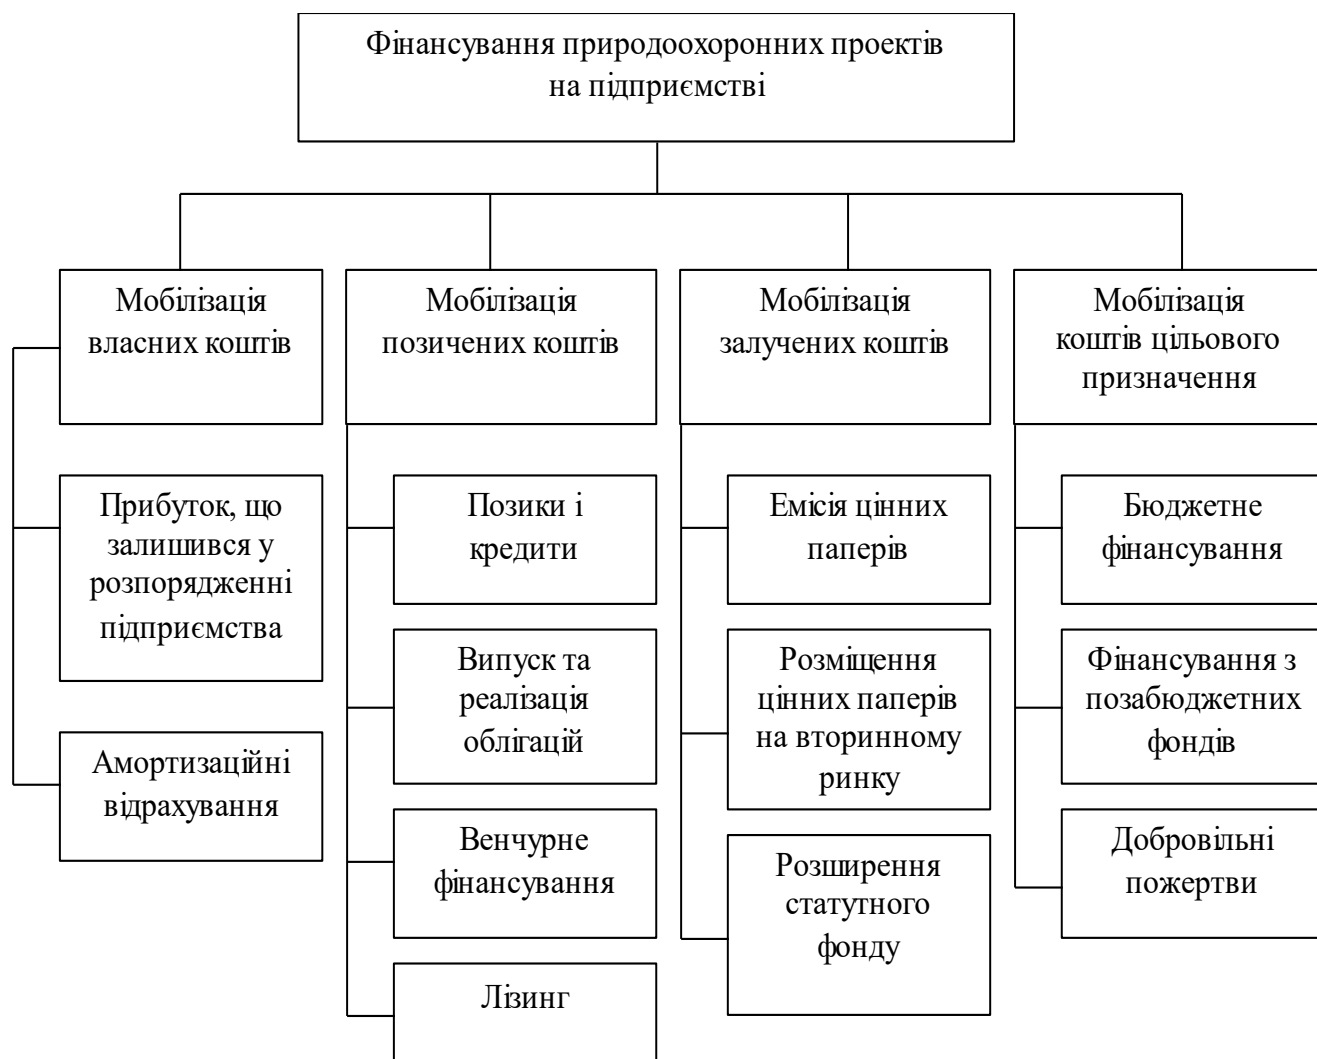 Фінансування природоохоронних проектів
на підприємстві
Мобілізація
власних коштів
Прибуток, що
залишився у
розпорядженні
підприємства
Амортизаційні
відрахування
Мобілізація
позичених коштів
Позики і
кредити
Випуск та
реалізація
облігацій
Венчурне
фінансування
Лізинг
Мобілізація
залучених коштів
Емісія цінних
паперів
Розміщення
цінних паперів
на вторинному
ринку
Розширення
статутного
фонду
Мобілізація
коштів цільового
призначення
Бюджетне
фінансування
Фінансування з
позабюджетних
фондів
Добровільні
пожертви